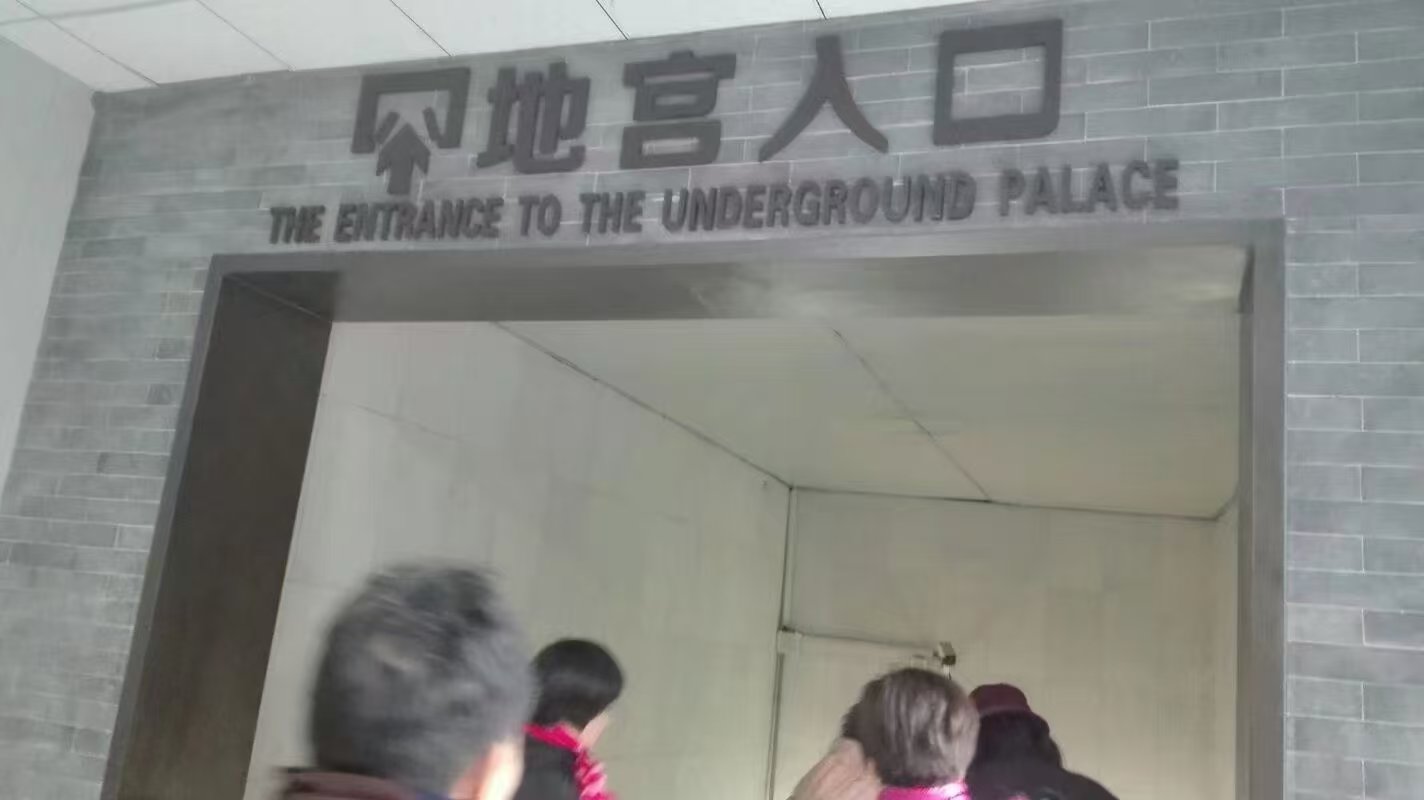 地宫入口
THE ENTRANCE TO THE UNDERGROUND PALACE